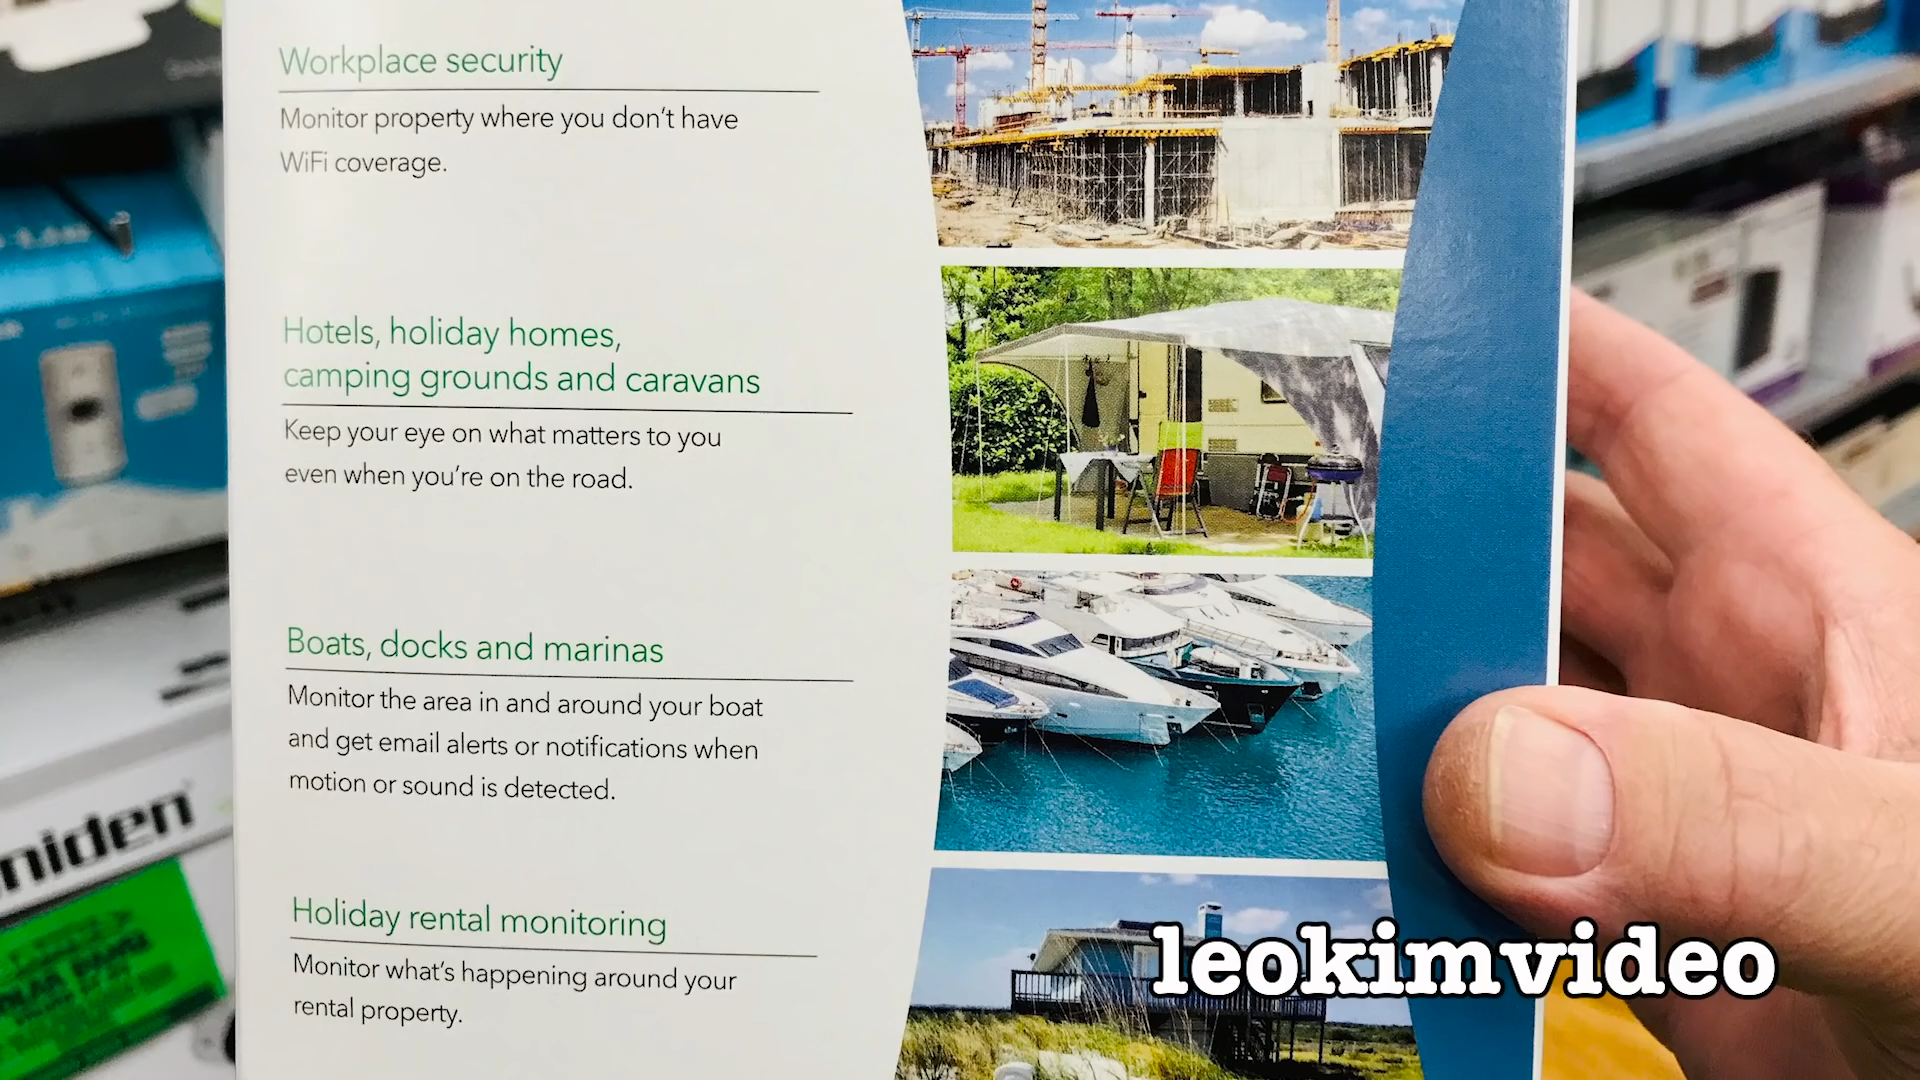 Workplace security
Monitor property where you don't have
WiFi coverage.
Hotels, holiday homes,
camping grounds and caravans
Keep your eye on what matters to you
even when you're on the road.
Boats, docks and marinas
Monitor the area in and around your boat
and get email alerts or notifications when
motion or sound is detected.
Holiday rental monitoring
Monitor what's happening around your
rental property.
niden
leokimvideo